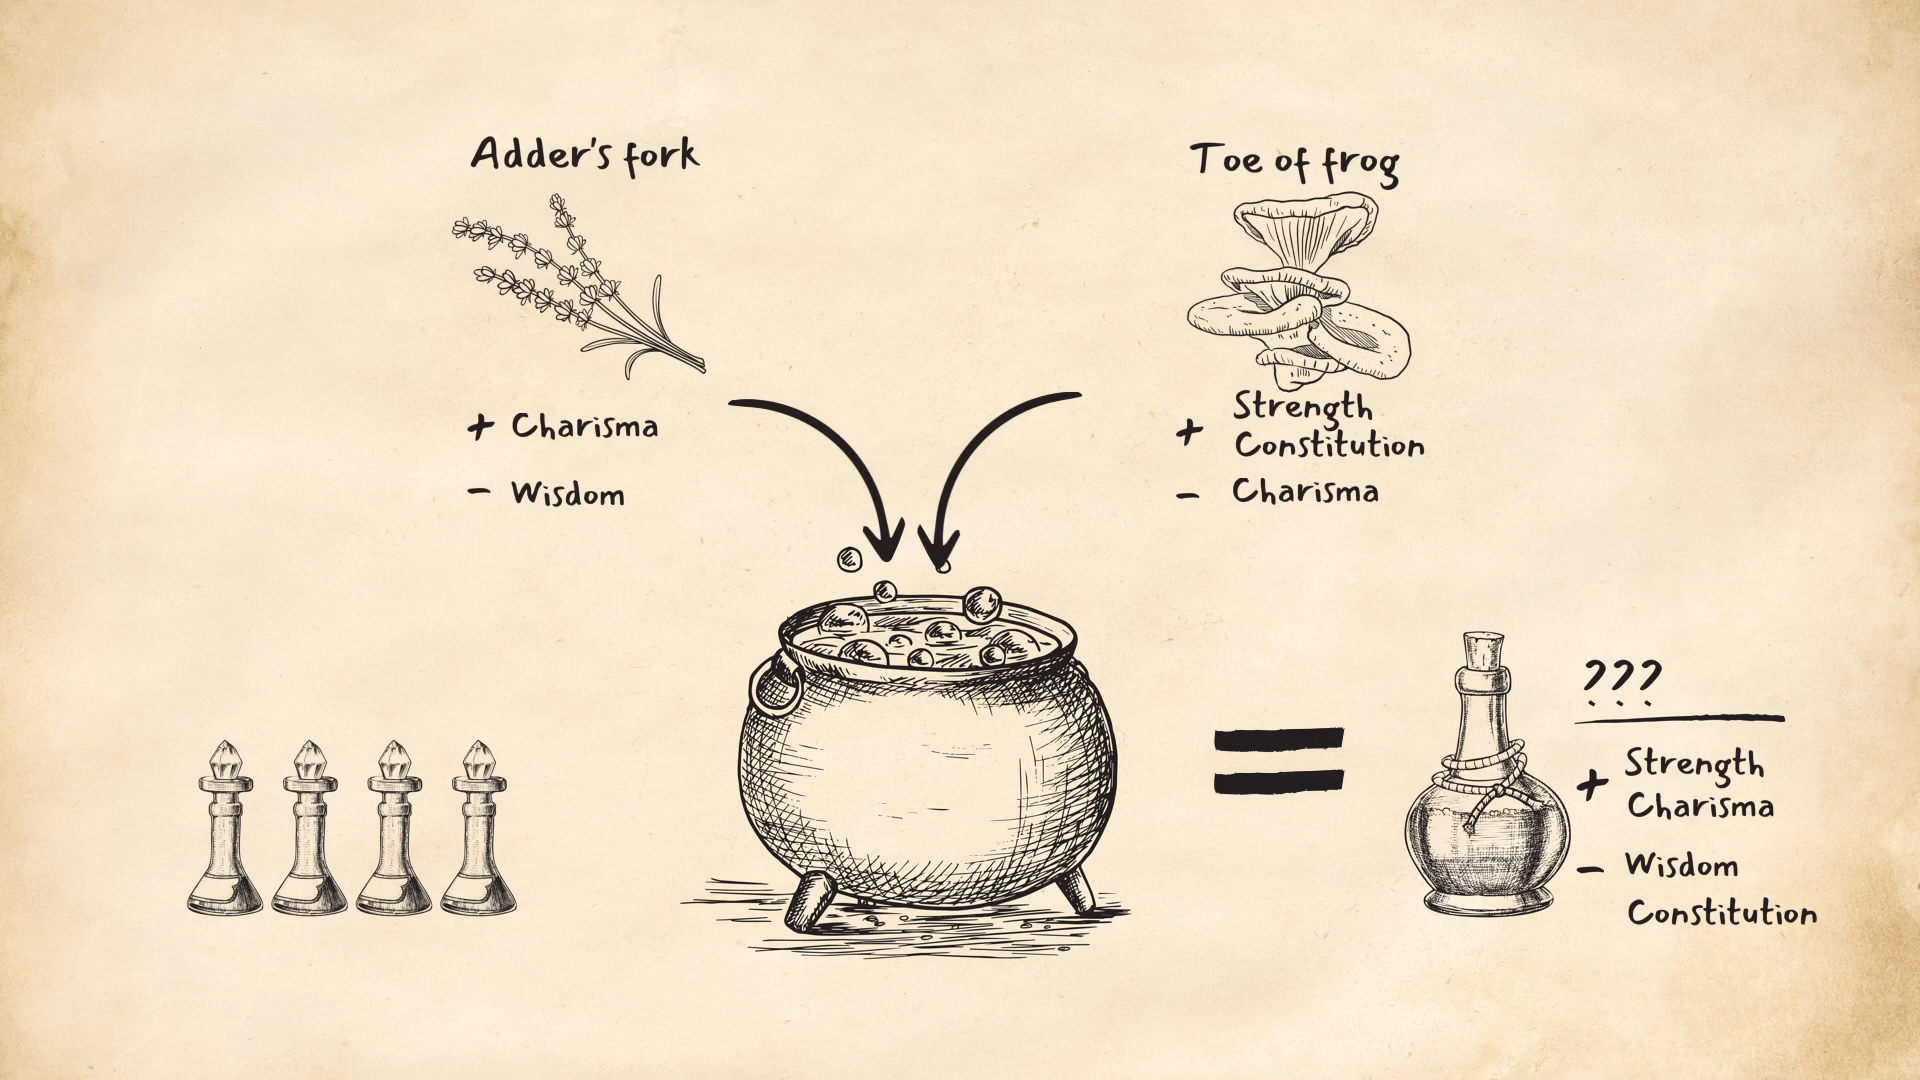 Adder's fork
+ Charisma
- Wisdom
Toe of frog
+ Strength
Constitution
- Charisma
=
???
+ Strength
Charisma
- Wisdom
Constitution